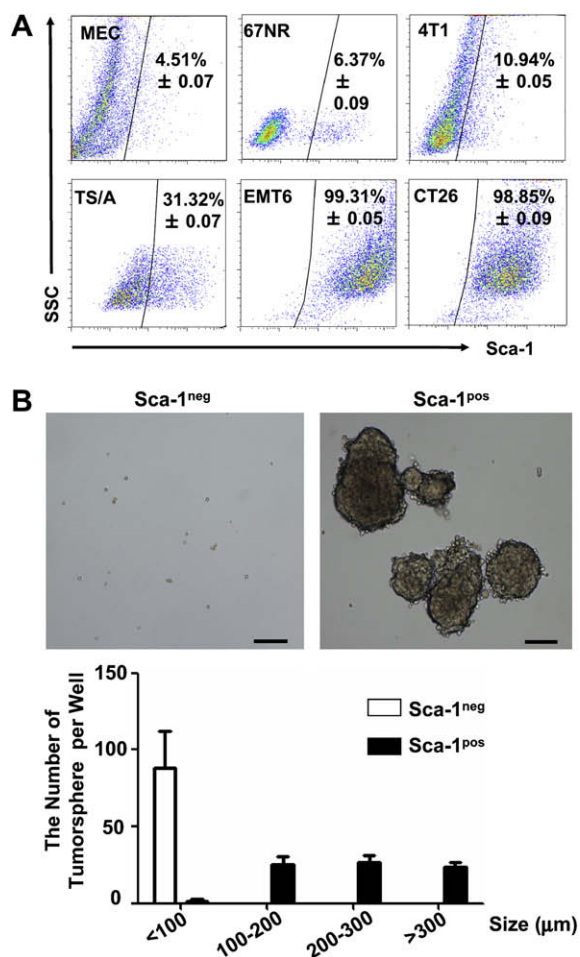 A
MEC
4.51%
± 0.07
67NR
6.37%
±
0.09
4T1
10.94%
± 0.05
TS/A
31.32%
± 0.07
EMT6
99.31%
± 0.05
CT26
98.85%
± 0.09
SSC
Sca-1
B
Sca-1neg
Sca-1pos
The Number of
Tumorsphere per Well
150
100
50
0
Sca-1neg
Sca-1pos
<100
100-200
200-300
>300
Size (μm)